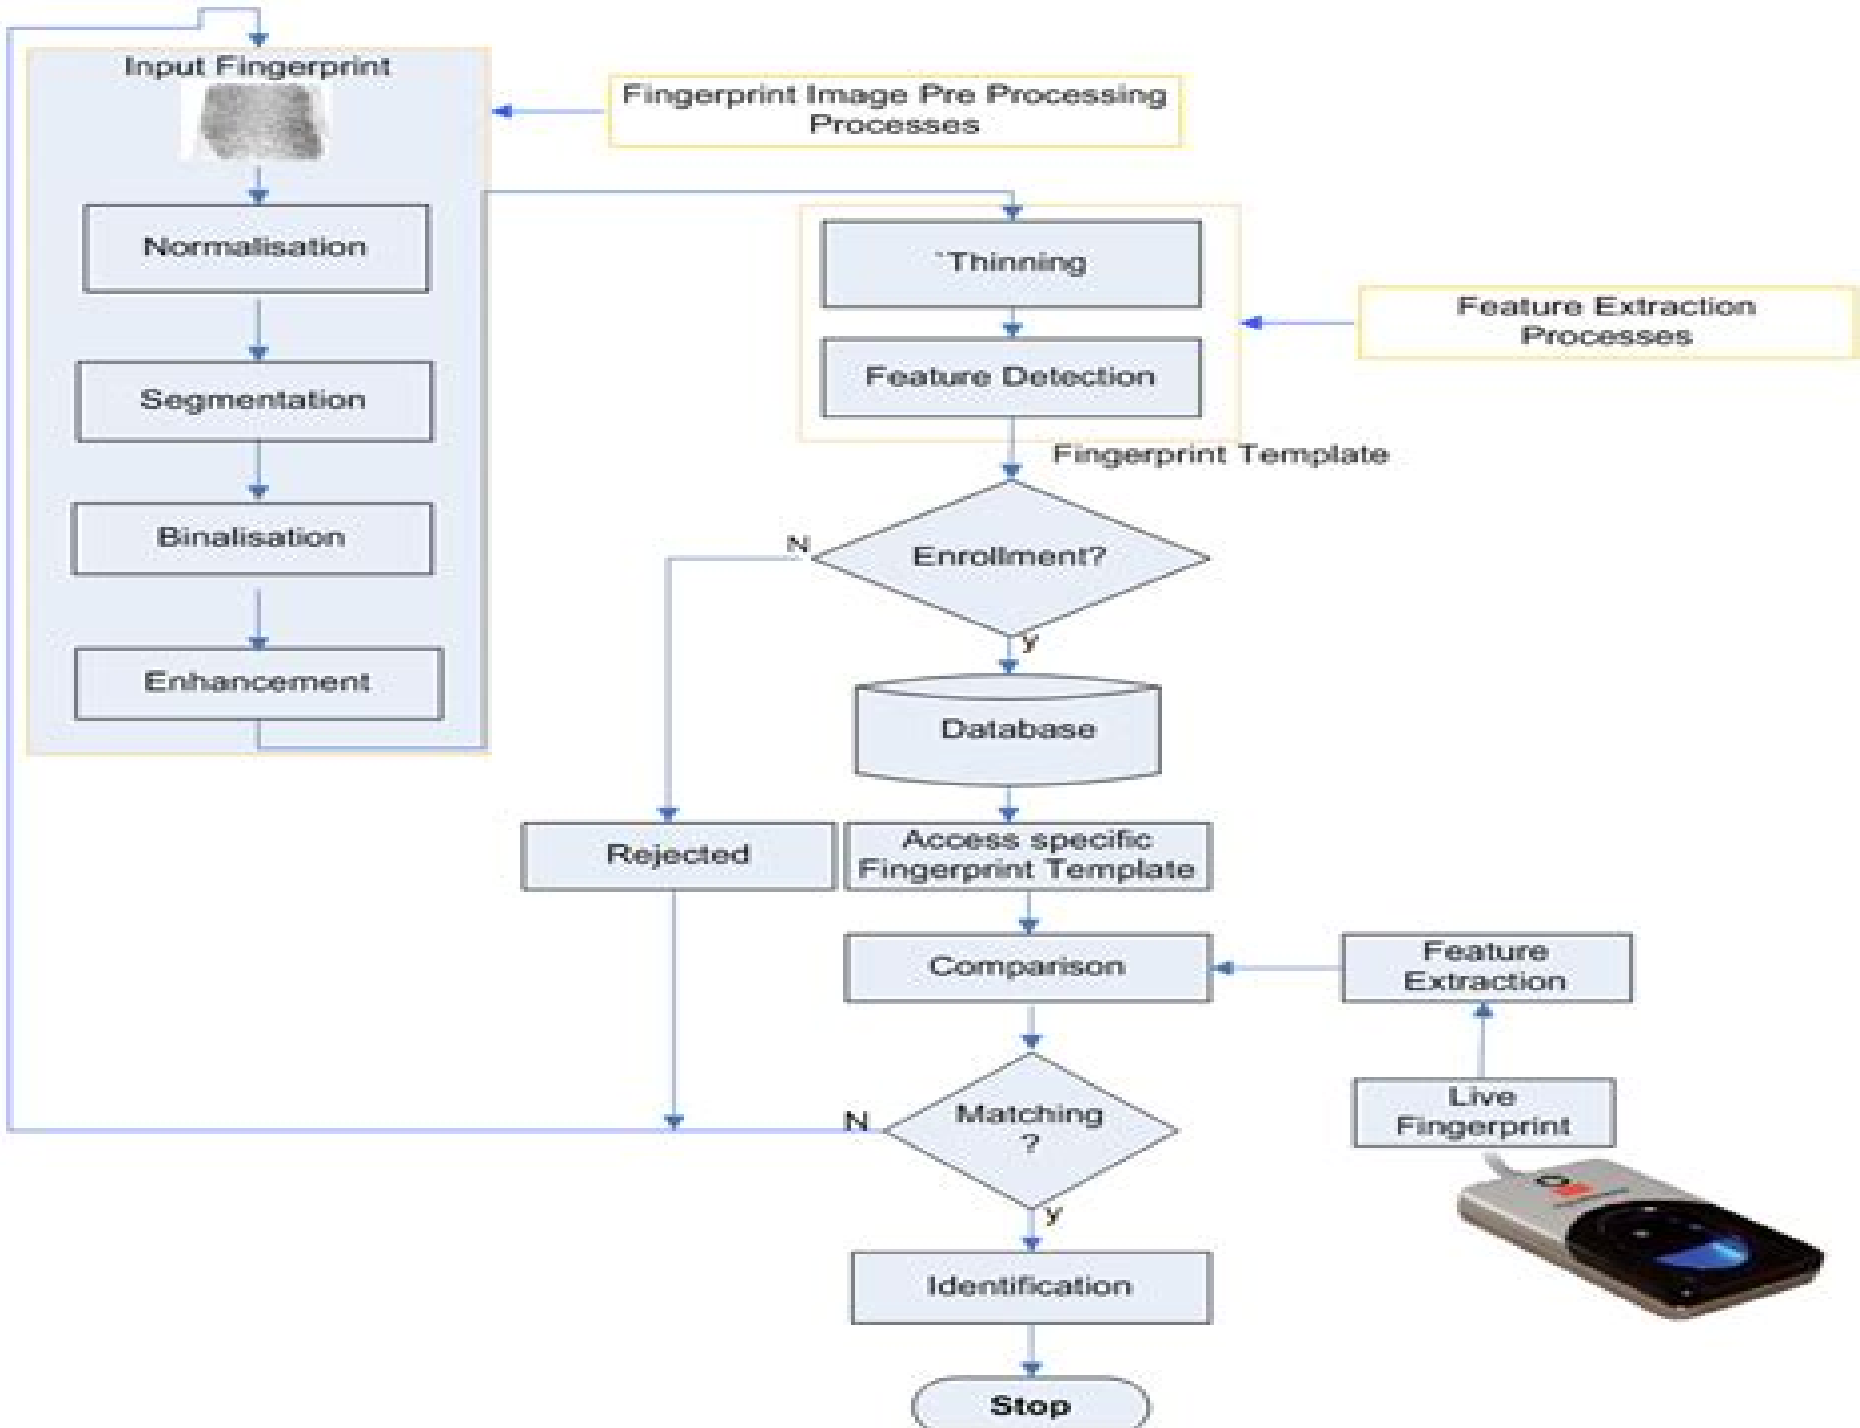 Input Fingerprint
Fingerprint Image Pre Processing
Processes
Normalisation
Segmentation
Binalisation
Enhancement
`Thinning
Feature Detection
Feature Extraction
Processes
Fingerprint Template
Enrollment?
N
y
Database
Rejected
Access specific
Fingerprint Template
Comparison
Feature
Extraction
Live
Fingerprint
Matching
?
N
y
Identification
Stop